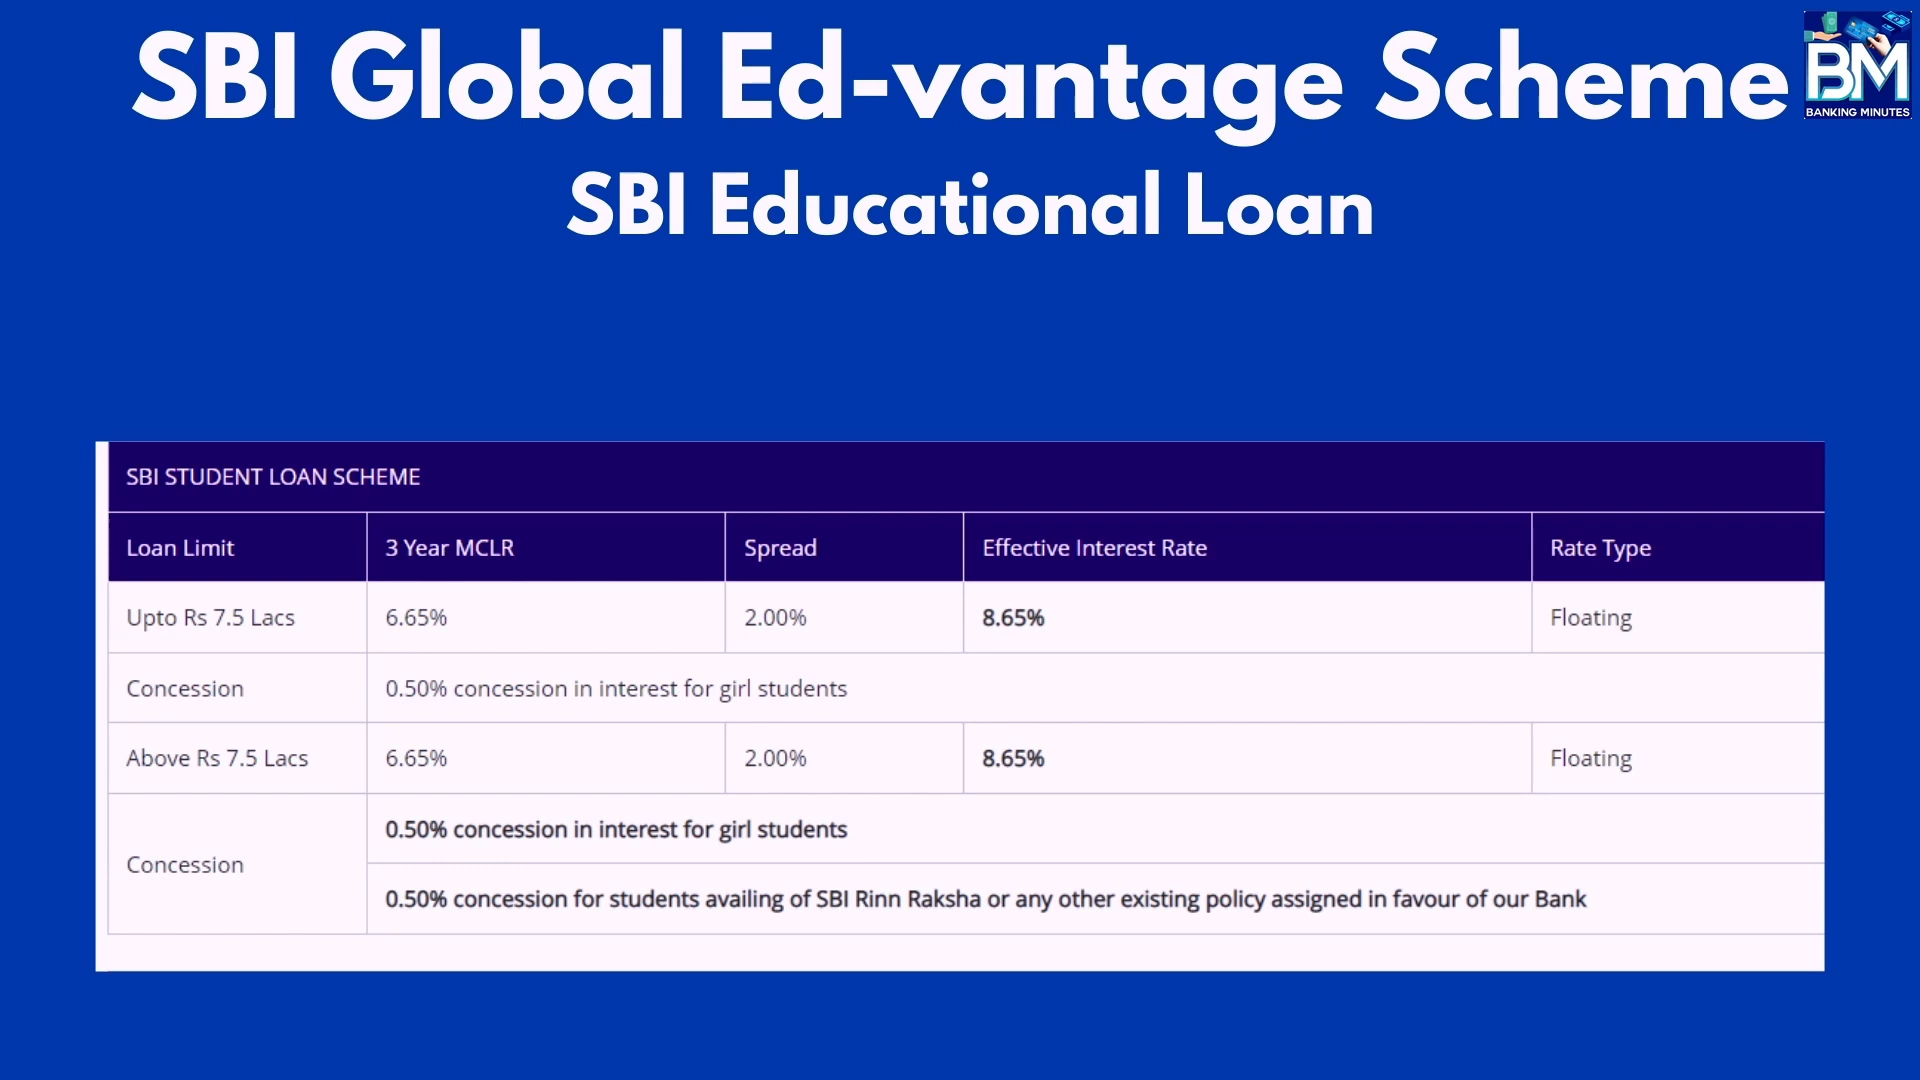 SBI Global Ed-vantage Scheme
BM
BANKING MINUTES
SBI Educational Loan
SBI STUDENT LOAN SCHEME
Loan Limit 3 Year MCLR Spread Effective Interest Rate Rate Type
Upto Rs 7.5 Lacs 6.65% 2.00% 8.65% Floating
Concession 0.50% concession in interest for girl students
Above Rs 7.5 Lacs 6.65% 2.00% 8.65% Floating
Concession
0.50% concession in interest for girl students
0.50% concession for students availing of SBI Rinn Raksha or any other existing policy assigned in favour of our Bank